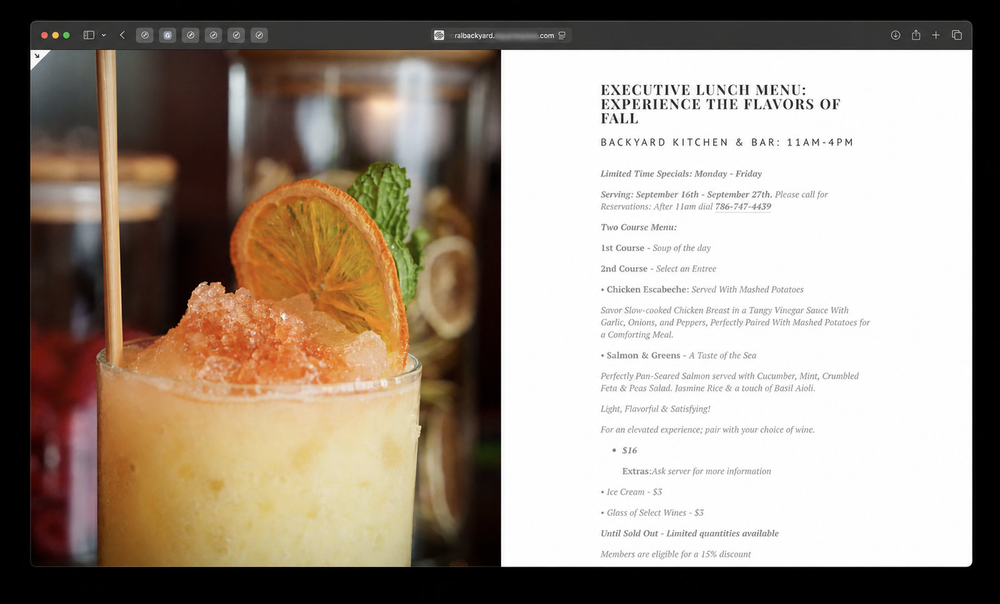 ralbackyard. .com
G
EXECUTIVE LUNCH MENU:
EXPERIENCE THE FLAVORS OF
FALL
BACKYARD KITCHEN & BAR: 11AM-4PM
Limited Time Specials: Monday - Friday
Serving: September 16th - September 27th. Please call for
Reservations: After 11am dial 786-747-4439
Two Course Menu:
1st Course - Soup of the day
2nd Course - Select an Entree
• Chicken Escabeche: Served With Mashed Potatoes
Savor Slow-cooked Chicken Breast in a Tangy Vinegar Sauce With
Garlic, Onions, and Peppers, Perfectly Paired With Mashed Potatoes for
a Comforting Meal.
• Salmon & Greens - A Taste of the Sea
Perfectly Pan-Seared Salmon served with Cucumber, Mint, Crumbled
Feta & Peas Salad. Jasmine Rice & a touch of Basil Aioli.
Light, Flavorful & Satisfying!
For an elevated experience; pair with your choice of wine.
• $16
Extras:Ask server for more information
• Ice Cream - $3
• Glass of Select Wines - $3
Until Sold Out - Limited quantities available
Members are eligible for a 15% discount